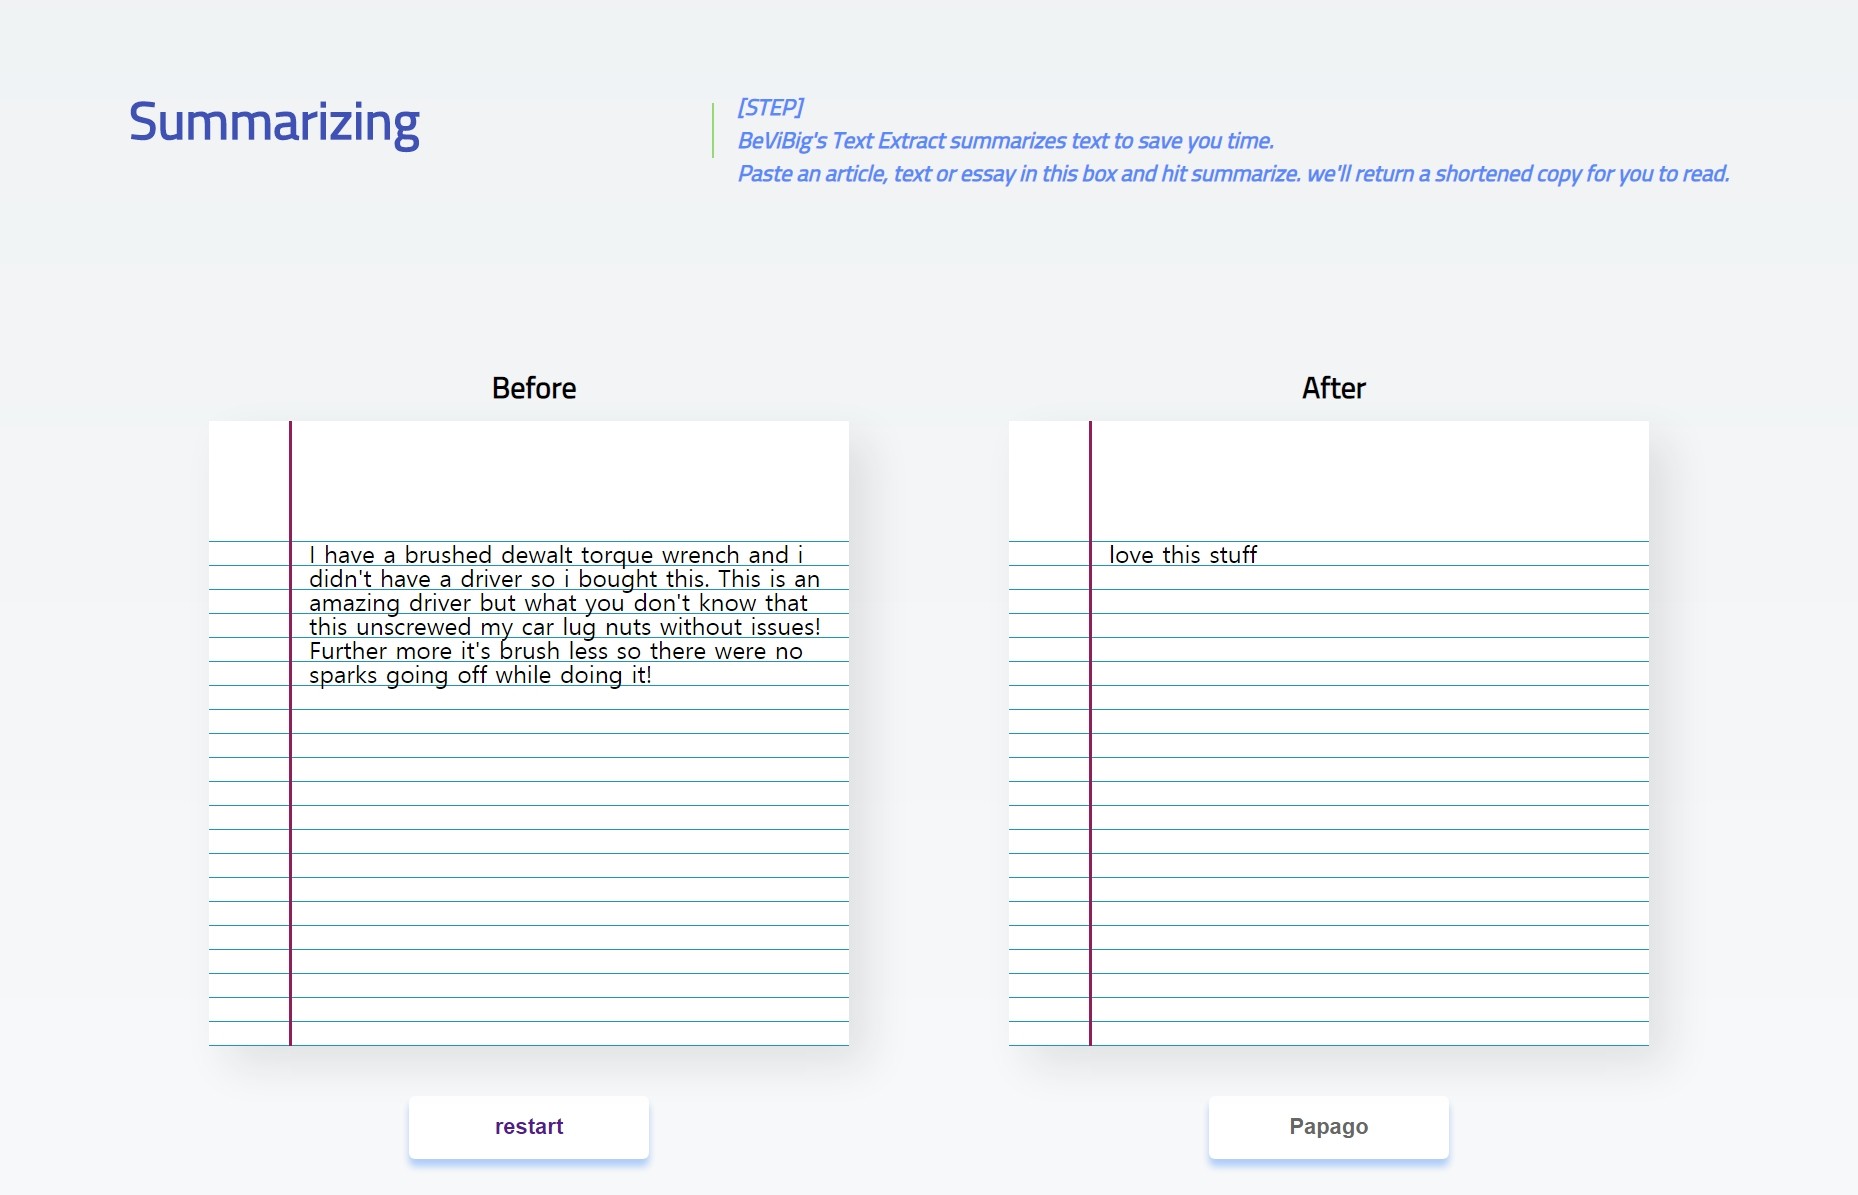 Summarizing
[STEP]
BeViBig's Text Extract summarizes text to save you time.
Paste an article, text or essay in this box and hit summarize. we'll return a shortened copy for you to read.
Before
I have a brushed dewalt torque wrench and i
didn't have a driver so i bought this. This is an
amazing driver but what you don't know that
this unscrewed my car lug nuts without issues!
Further more it's brush less so there were no
sparks going off while doing it!
restart
After
love this stuff
Papago